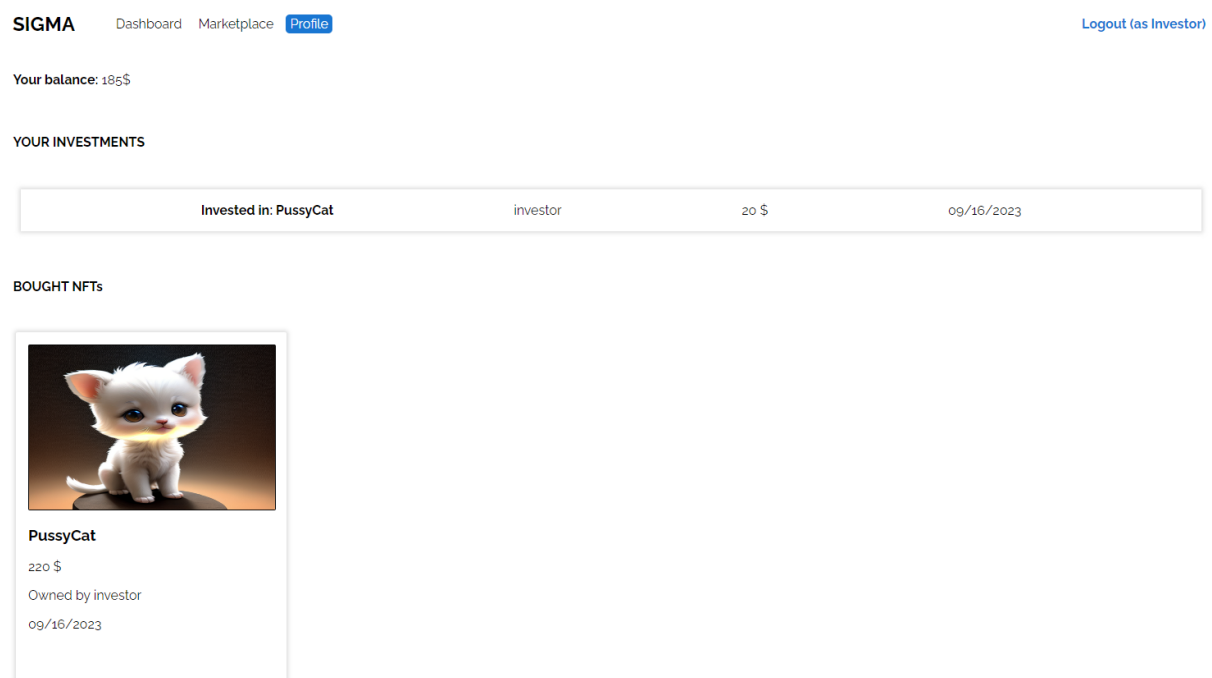 SIGMA Dashboard Marketplace Profile Logout (as Investor)
Your balance: 185$
YOUR INVESTMENTS
Invested in: PussyCat investor 20 $ 09/16/2023
BOUGHT NFTs
PussyCat
220 $
Owned by investor
09/16/2023